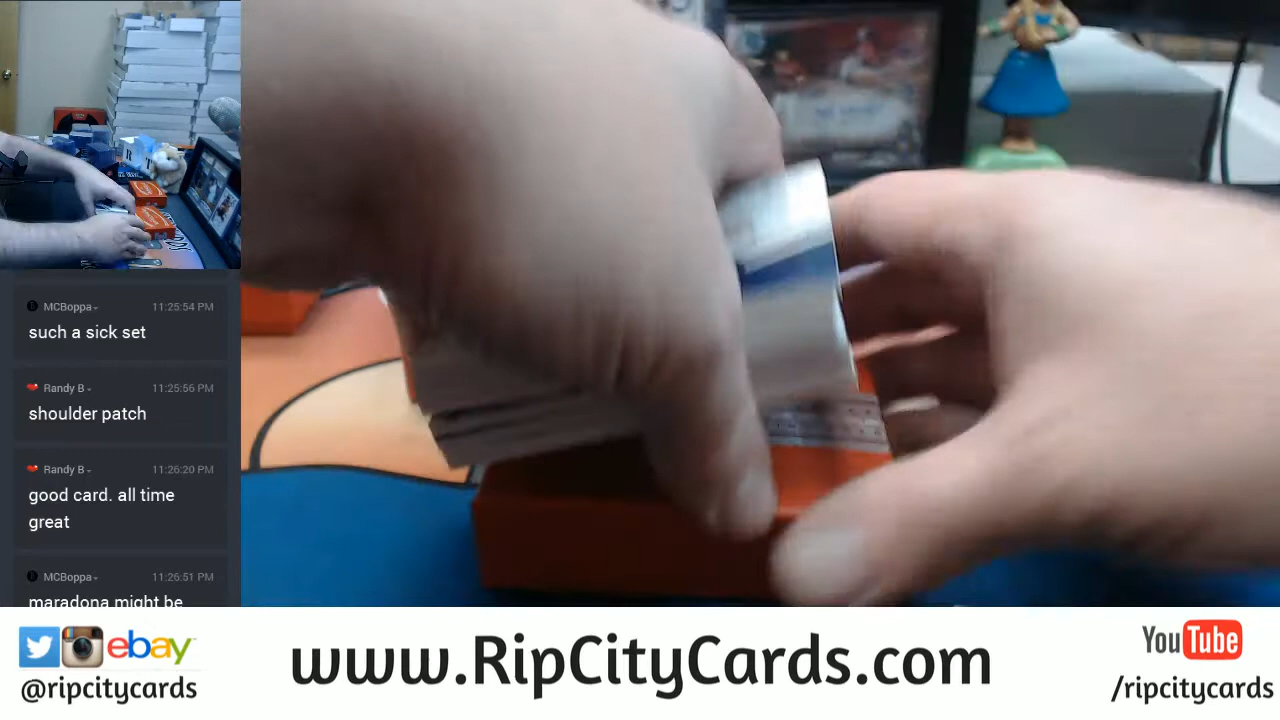 MCBoppa
11:25:54 PM
such a sick set
Randy B
11:25:56 PM
shoulder patch
Randy B
11:26:20 PM
good card. all time
great
MCBoppa
11:26:51 PM
maradona might be
ebay
@ripcitycards
www.RipCityCards.com
YouTube
/ripcitycards